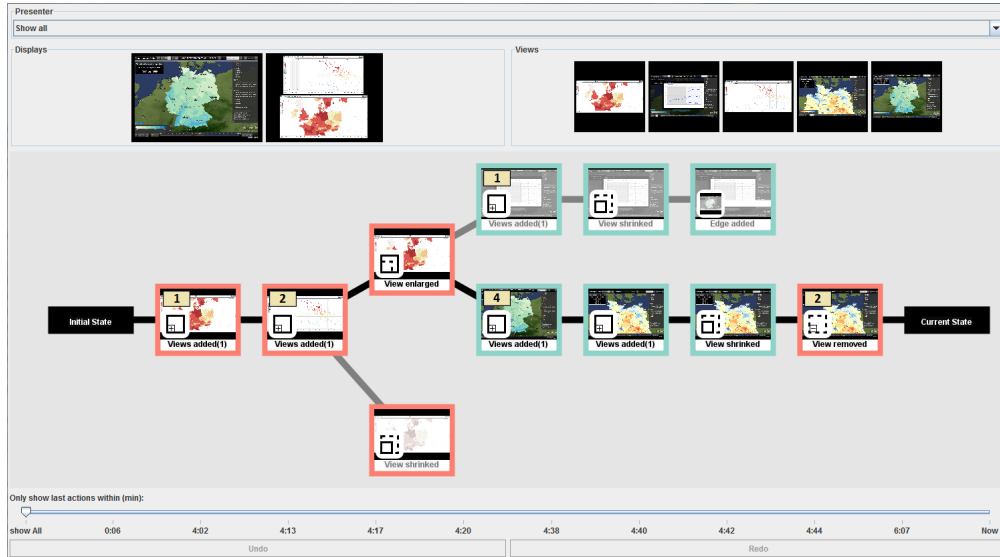 Presenter
Show all
Displays
Views
1
Views added(1)
View shrinked
Edge added
View enlarged
Initial State
1
Views added(1)
2
Views added(1)
4
Views added(1)
Views added(1)
View shrinked
2
View removed
Current State
View shrinked
Only show last actions within (min):
show All 0:06 4:02 4:13 4:17 4:20 4:38 4:40 4:42 4:44 6:07 Now
Undo Redo